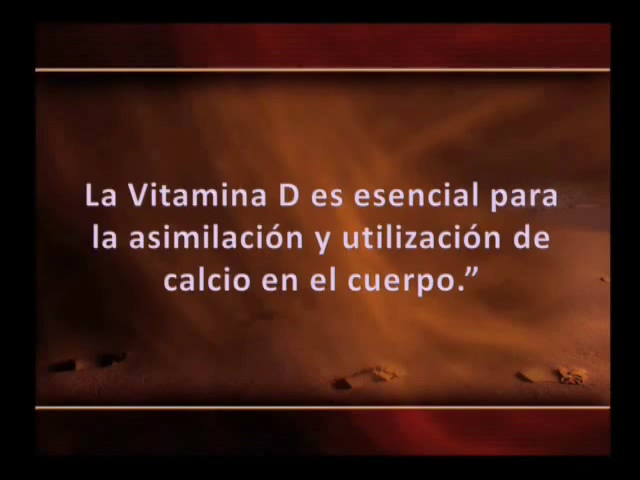 La Vitamina D es esencial para
la asimilación y utilización de
calcio en el cuerpo.”